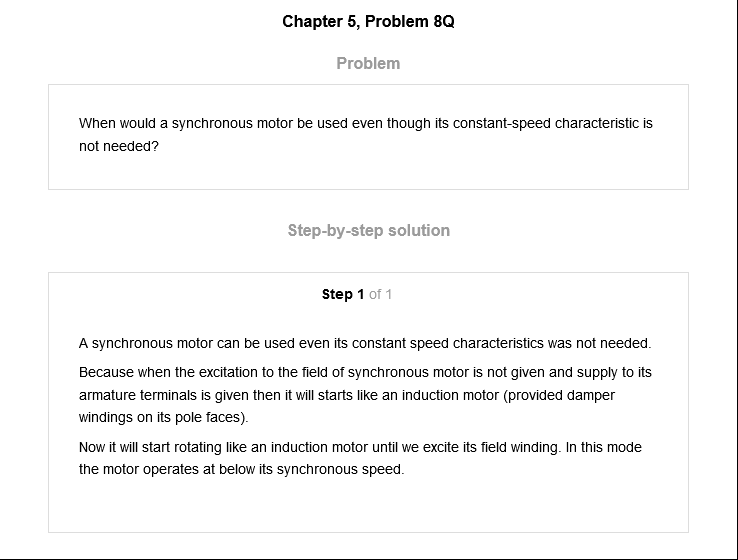 Chapter 5, Problem 8Q
Problem
When would a synchronous motor be used even though its constant-speed characteristic is
not needed?
Step-by-step solution
Step 1 of 1
A synchronous motor can be used even its constant speed characteristics was not needed.
Because when the excitation to the field of synchronous motor is not given and supply to its
armature terminals is given then it will starts like an induction motor (provided damper
windings on its pole faces).
Now it will start rotating like an induction motor until we excite its field winding. In this mode
the motor operates at below its synchronous speed.